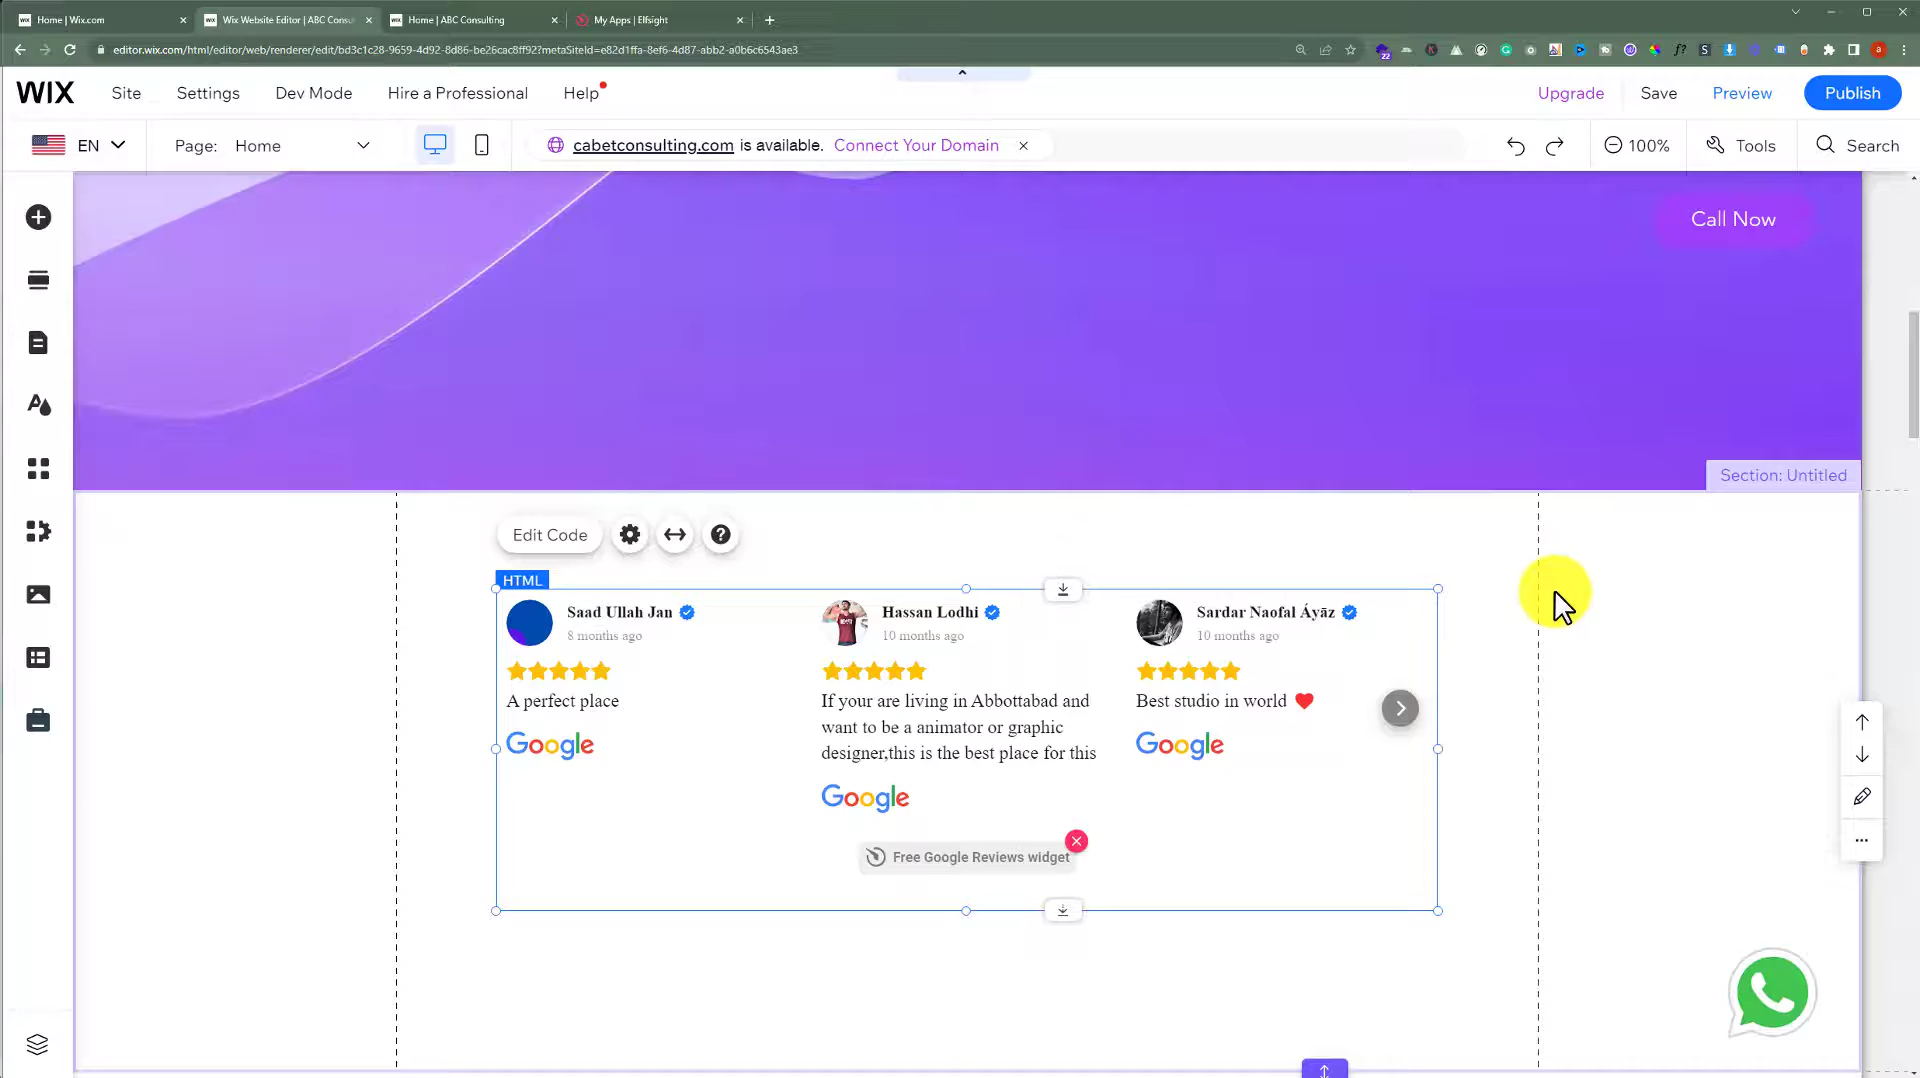 Home | Wix.com
Wix Website Editor | ABC Consu
Home | ABC Consulting
My Apps | Elfsight
editor.wix.com/html/editor/web/renderer/edit/bd3c1c28-9659-4d92-8d86-be26cac8ff92?metaSiteId=e82d1ffa-8ef6-4d87-abb2-a0b6c6543ae3
22
f?
S
a
WIX
Site
Settings
Dev Mode
Hire a Professional
Help
Upgrade
Save
Preview
Publish
EN
Page: Home
cabetconsulting.com is available. Connect Your Domain
100%
Tools
Search
Call Now
Section: Untitled
Edit Code
HTML
Saad Ullah Jan
8 months ago
A perfect place
Google
Hassan Lodhi
10 months ago
If your are living in Abbottabad and
want to be a animator or graphic
designer,this is the best place for this
Google
Sardar Naofal Áyāz
10 months ago
Best studio in world
Google
Free Google Reviews widget